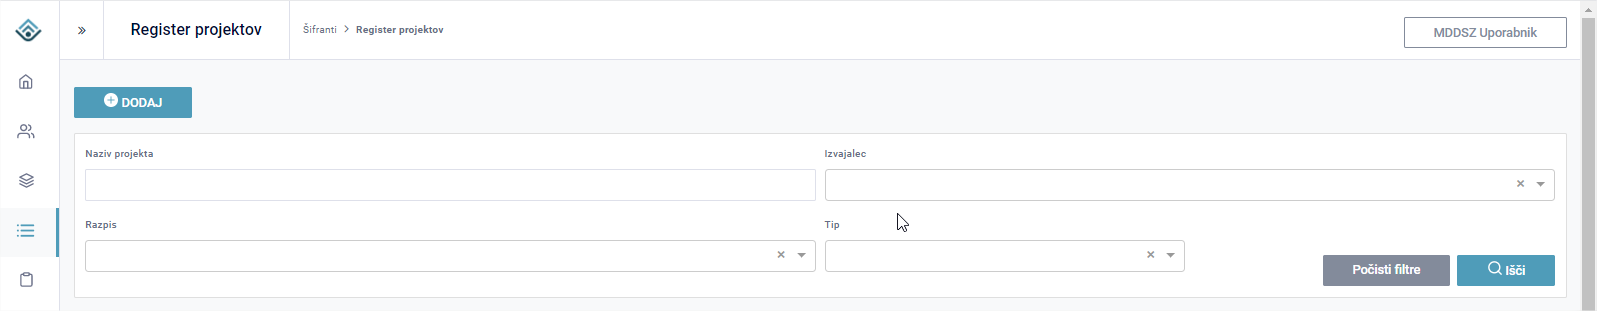 Register projektov
Šifranti > Register projektov
MDDSZ Uporabnik
DODAJ
Naziv projekta
Izvajalec
Razpis
Tip
Počisti filtre
Išči